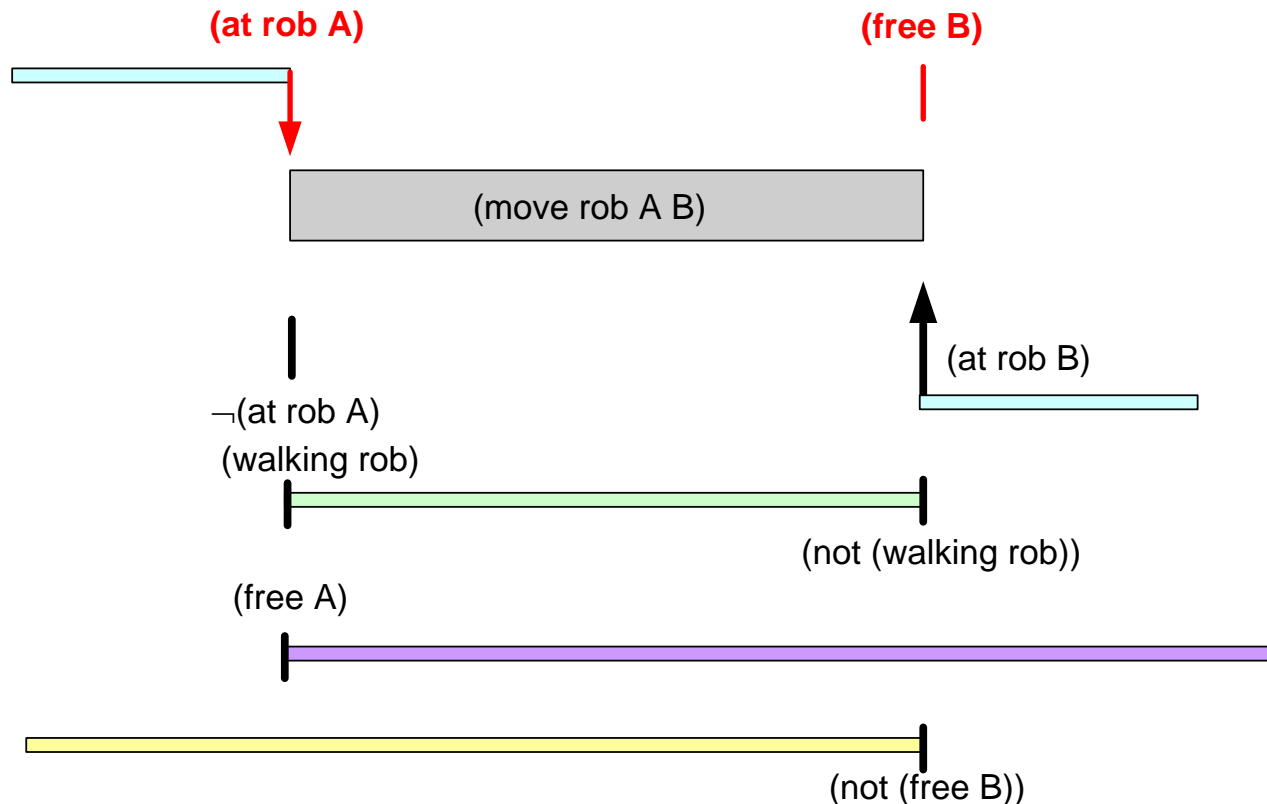 (at rob A)
(free B)
(move rob A B)
(at rob B)
¬(at rob A)
(walking rob)
(not (walking rob))
(free A)
(not (free B))